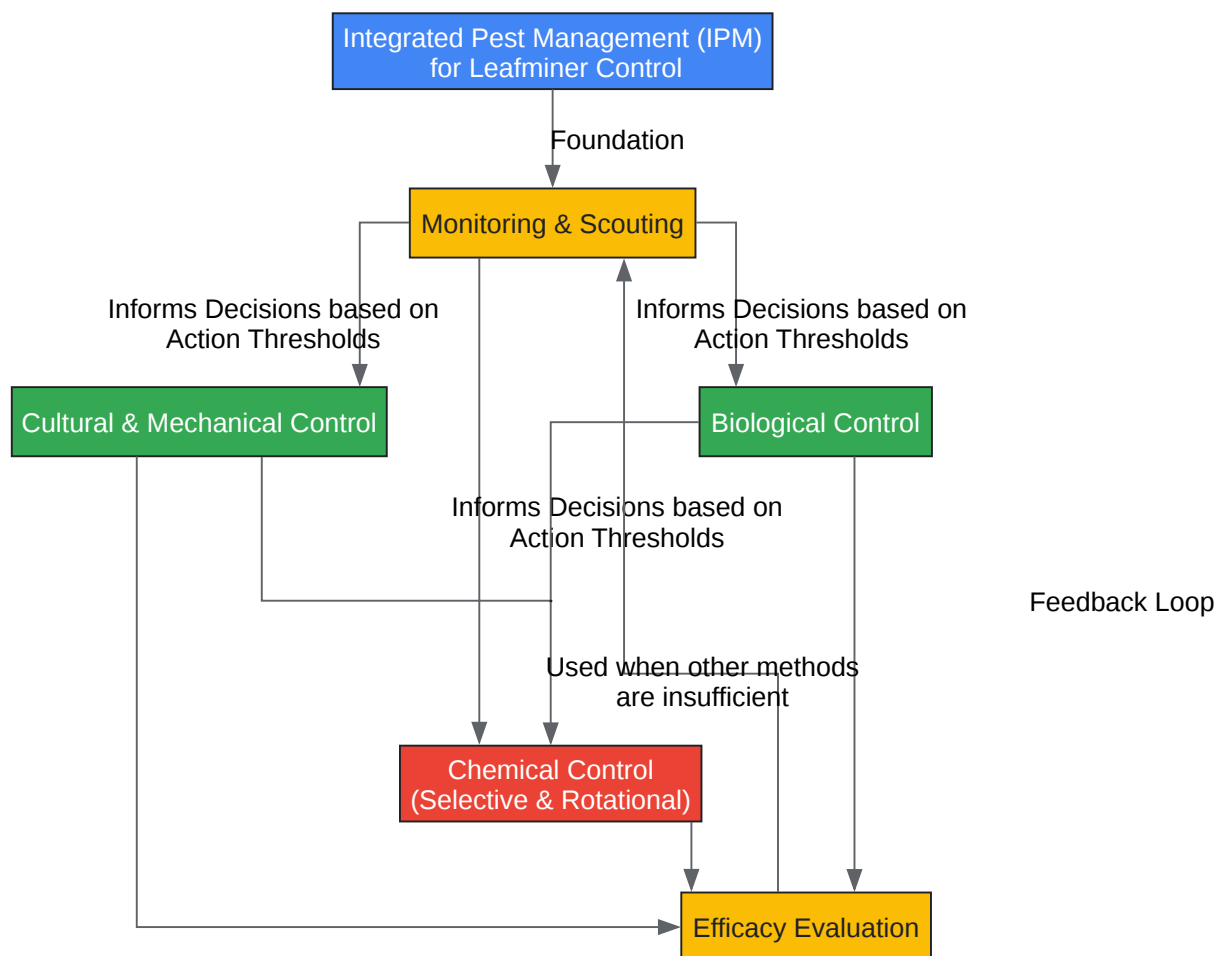 Integrated Pest Management (IPM)
for Leafminer Control
Foundation
Monitoring & Scouting
Informs Decisions based on
Action Thresholds
Informs Decisions based on
Action Thresholds
Cultural & Mechanical Control
Biological Control
Informs Decisions based on
Action Thresholds
Feedback Loop
Used when other methods
are insufficient
Chemical Control
(Selective & Rotational)
Efficacy Evaluation